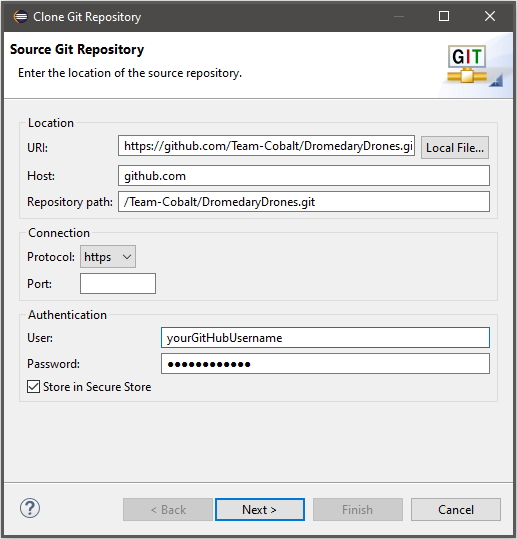 Clone Git Repository
Source Git Repository
Enter the location of the source repository.
GIT
Location
URI: https://github.com/Team-Cobalt/DromedaryDrones.gi Local File...
Host: github.com
Repository path: /Team-Cobalt/DromedaryDrones.git
Connection
Protocol: https
Port:
Authentication
User: yourGitHubUsername
Password: ●●●●●●●●●●●●
Store in Secure Store
? < Back Next > Finish Cancel